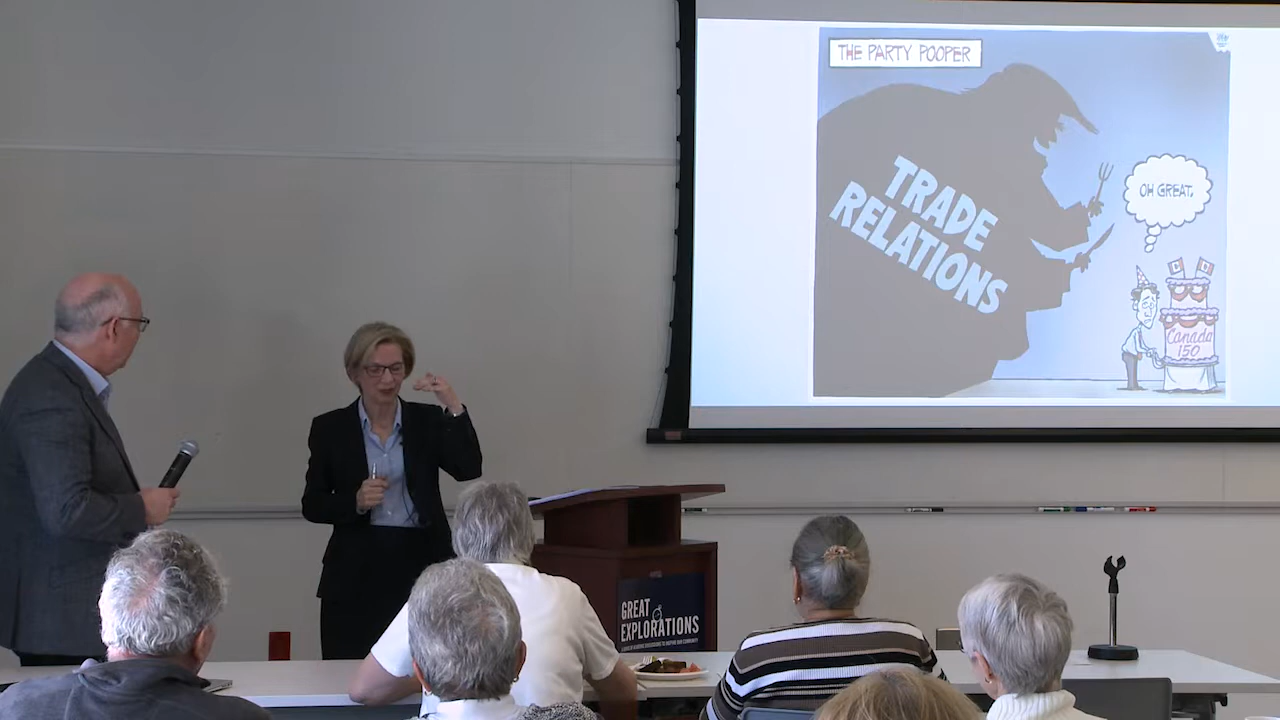 THE PARTY POOPER
TRADE
RELATIONS
OH GREAT.
Canada
150
GREAT
EXPLORATIONS